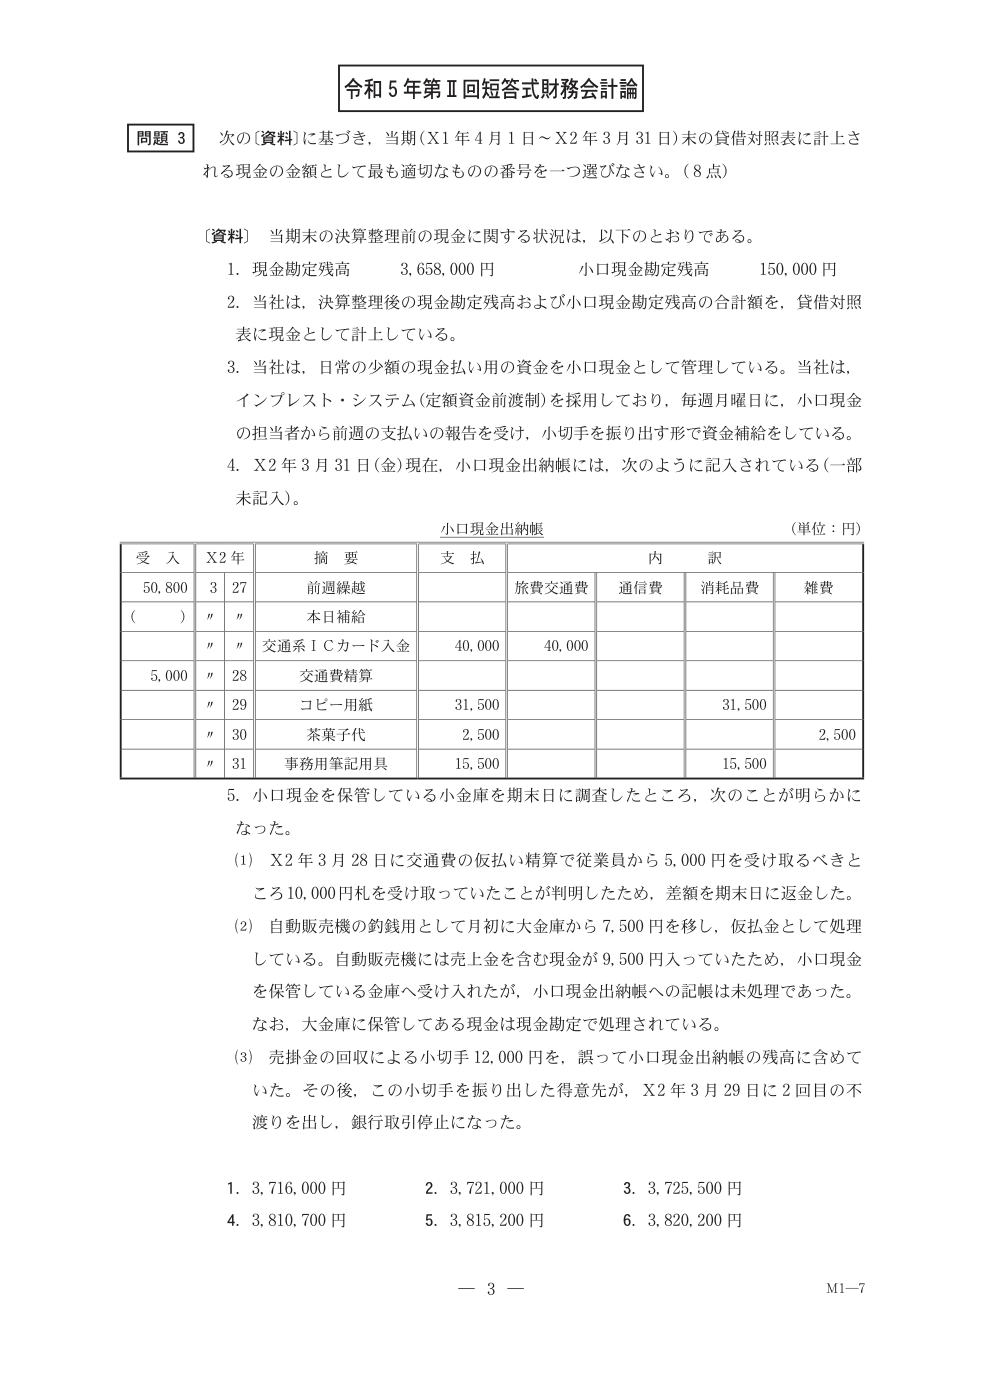 令和5年第Ⅱ回短答式財務会計論
問題 3 次の〔資料〕に基づき，当期(X1年4月1日～X2年3月31日)末の貸借対照表に計上さ
れる現金の金額として最も適切なものの番号を一つ選びなさい。(8点)
〔資料〕 当期末の決算整理前の現金に関する状況は，以下のとおりである。
1. 現金勘定残高 3,658,000円 小口現金勘定残高 150,000円
2. 当社は，決算整理後の現金勘定残高および小口現金勘定残高の合計額を，貸借対照
表に現金として計上している。
3. 当社は，日常の少額の現金払い用の資金を小口現金として管理している。当社は，
インプレスト・システム(定額資金前渡制)を採用しており，毎週月曜日に，小口現金
の担当者から前週の支払いの報告を受け，小切手を振り出す形で資金補給をしている。
4. X2年3月31日(金)現在，小口現金出納帳には，次のように記入されている(一部
未記入)。
小口現金出納帳 (単位：円)
受 入 X2年 摘 要 支 払 内 訳
50,800 3 27 前週繰越 旅費交通費 通信費 消耗品費 雑費
( ) 〃 〃 本日補給
〃 〃 交通系ＩＣカード入金 40,000 40,000
5,000 〃 28 交通費精算
〃 29 コピー用紙 31,500 31,500
〃 30 茶菓子代 2,500 2,500
〃 31 事務用筆記用具 15,500 15,500
5. 小口現金を保管している小金庫を期末日に調査したところ，次のことが明らかに
なった。
(1) X2年3月28日に交通費の仮払い精算で従業員から5,000円を受け取るべきと
ころ10,000円札を受け取っていたことが判明したため，差額を期末日に返金した。
(2) 自動販売機の釣銭用として月初に大金庫から7,500円を移し，仮払金として処理
している。自動販売機には売上金を含む現金が9,500円入っていたため，小口現金
を保管している金庫へ受け入れたが，小口現金出納帳への記帳は未処理であった。
なお，大金庫に保管してある現金は現金勘定で処理されている。
(3) 売掛金の回収による小切手12,000円を，誤って小口現金出納帳の残高に含めて
いた。その後，この小切手を振り出した得意先が，X2年3月29日に2回目の不
渡りを出し，銀行取引停止になった。
1. 3,716,000円 2. 3,721,000円 3. 3,725,500円
4. 3,810,700円 5. 3,815,200円 6. 3,820,200円
― 3 ― M1―7